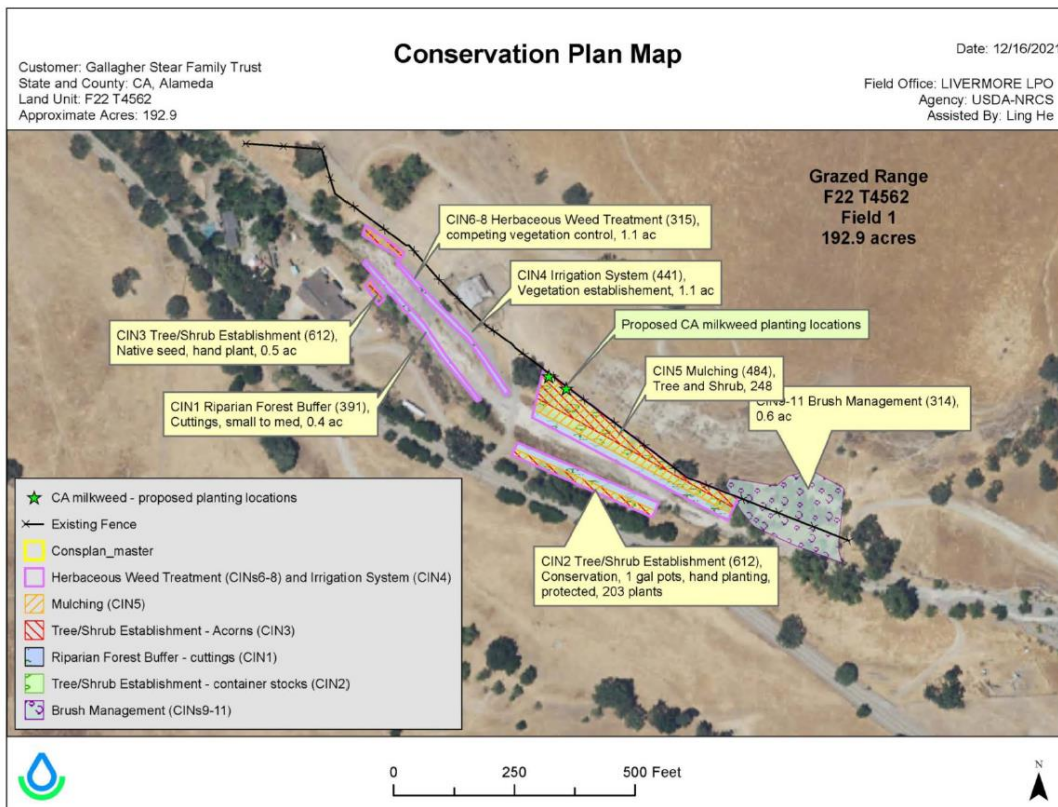 Conservation Plan Map
Customer: Gallagher Stear Family Trust
State and County: CA, Alameda
Land Unit: F22 T4562
Approximate Acres: 192.9
Date: 12/16/2021
Field Office: LIVERMORE LPO
Agency: USDA-NRCS
Assisted By: Ling He
Grazed Range
F22 T4562
Field 1
192.9 acres
CIN6-8 Herbaceous Weed Treatment (315),
competing vegetation control, 1.1 ac
CIN4 Irrigation System (441),
Vegetation establishement, 1.1 ac
Proposed CA milkweed planting locations
CIN3 Tree/Shrub Establishment (612),
Native seed, hand plant, 0.5 ac
CIN5 Mulching (484),
Tree and Shrub, 248
CIN1 Riparian Forest Buffer (391),
Cuttings, small to med, 0.4 ac
-11 Brush Management (314),
0.6 ac
CIN2 Tree/Shrub Establishment (612),
Conservation, 1 gal pots, hand planting,
protected, 203 plants
CA milkweed - proposed planting locations
Existing Fence
Consplan_master
Herbaceous Weed Treatment (CINs6-8) and Irrigation System (CIN4)
Mulching (CIN5)
Tree/Shrub Establishment - Acorns (CIN3)
Riparian Forest Buffer - cuttings (CIN1)
Tree/Shrub Establishment - container stocks (CIN2)
Brush Management (CINs9-11)
0 250 500 Feet
N